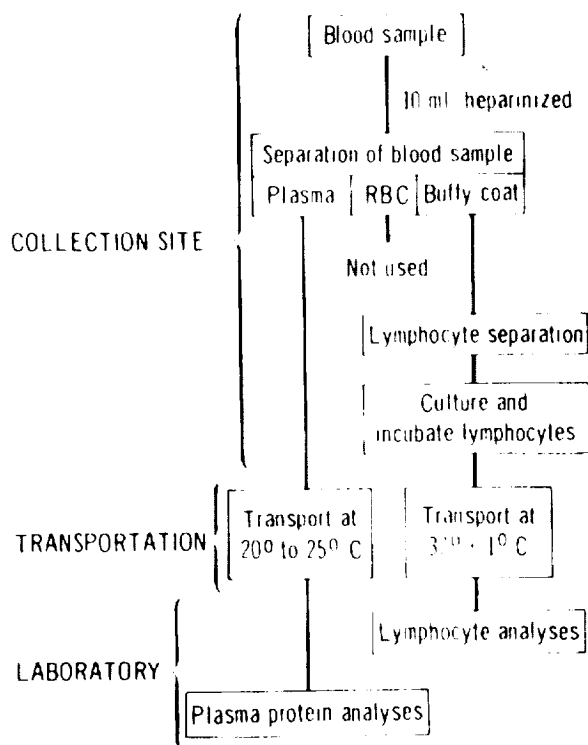 Blood sample
10 ml heparinized
Separation of blood sample
Plasma RBC Buffy coat
Not used
COLLECTION SITE
Lymphocyte separation
Culture and
incubate lymphocytes
TRANSPORTATION
Transport at
20° to 25° C
Transport at
1° C
LABORATORY
Lymphocyte analyses
Plasma protein analyses